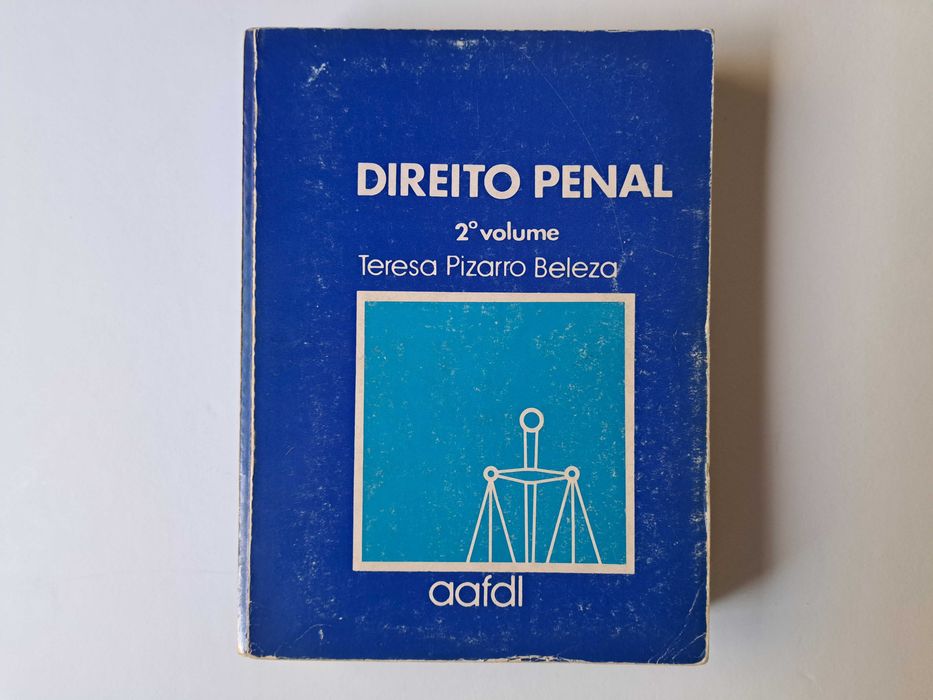 DIREITO PENAL
2º volume
Teresa Pizarro Beleza
aafdl